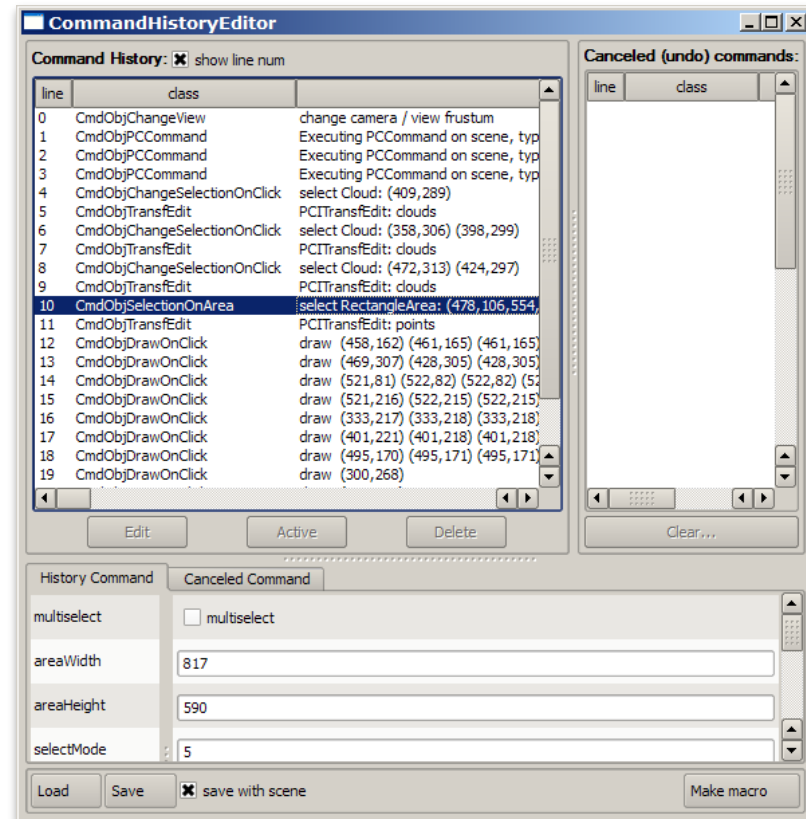 CommandHistoryEditor
Command History: show line num
line class
0 CmdObjChangeView change camera / view frustum
1 CmdObjPCCommand Executing PCCommand on scene, typ
2 CmdObjPCCommand Executing PCCommand on scene, typ
3 CmdObjPCCommand Executing PCCommand on scene, typ
4 CmdObjChangeSelectionOnClick select Cloud: (409,289)
5 CmdObjTransfEdit PCITransfEdit: clouds
6 CmdObjChangeSelectionOnClick select Cloud: (358,306) (398,299)
7 CmdObjTransfEdit PCITransfEdit: clouds
8 CmdObjChangeSelectionOnClick select Cloud: (472,313) (424,297)
9 CmdObjTransfEdit PCITransfEdit: clouds
10 CmdObjSelectionOnArea select RectangleArea: (478,106,554,
11 CmdObjTransfEdit PCITransfEdit: points
12 CmdObjDrawOnClick draw (458,162) (461,165) (461,165)
13 CmdObjDrawOnClick draw (469,307) (428,305) (428,305)
14 CmdObjDrawOnClick draw (521,81) (522,82) (522,82) (52
15 CmdObjDrawOnClick draw (521,216) (522,215) (522,215)
16 CmdObjDrawOnClick draw (333,217) (333,218) (333,218)
17 CmdObjDrawOnClick draw (401,221) (401,218) (401,218)
18 CmdObjDrawOnClick draw (495,170) (495,171) (495,171)
19 CmdObjDrawOnClick draw (300,268)
Edit Active Delete
Canceled (undo) commands:
line class
Clear...
History Command Canceled Command
multiselect multiselect
areaWidth 817
areaHeight 590
selectMode 5
Load Save save with scene Make macro